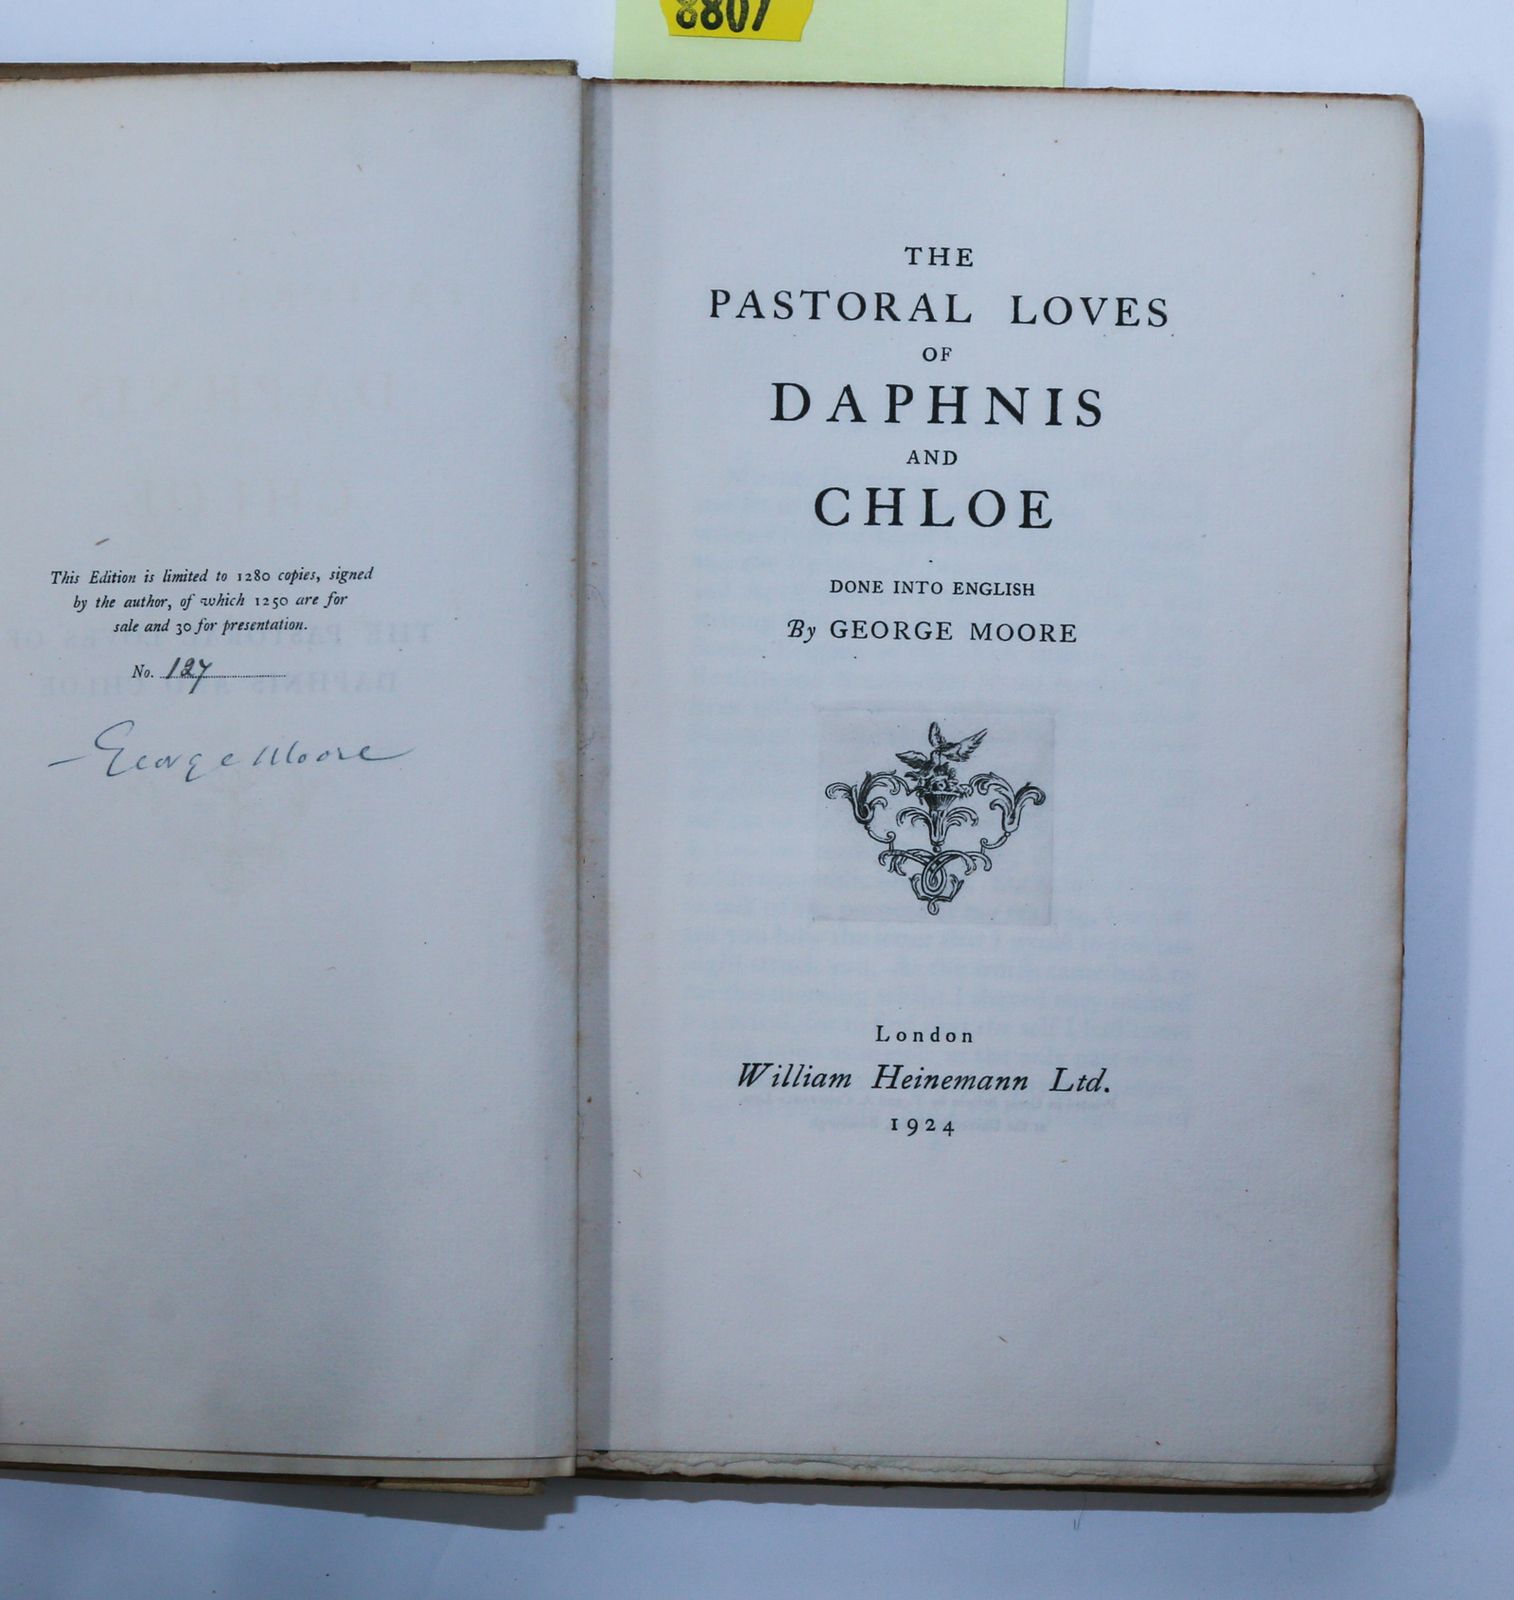 8807
This Edition is limited to 1280 copies, signed
by the author, of which 1250 are for
sale and 30 for presentation.
No. 127
George Moore
THE
PASTORAL LOVES
OF
DAPHNIS
AND
CHLOE
DONE INTO ENGLISH
By GEORGE MOORE
London
William Heinemann Ltd.
1924